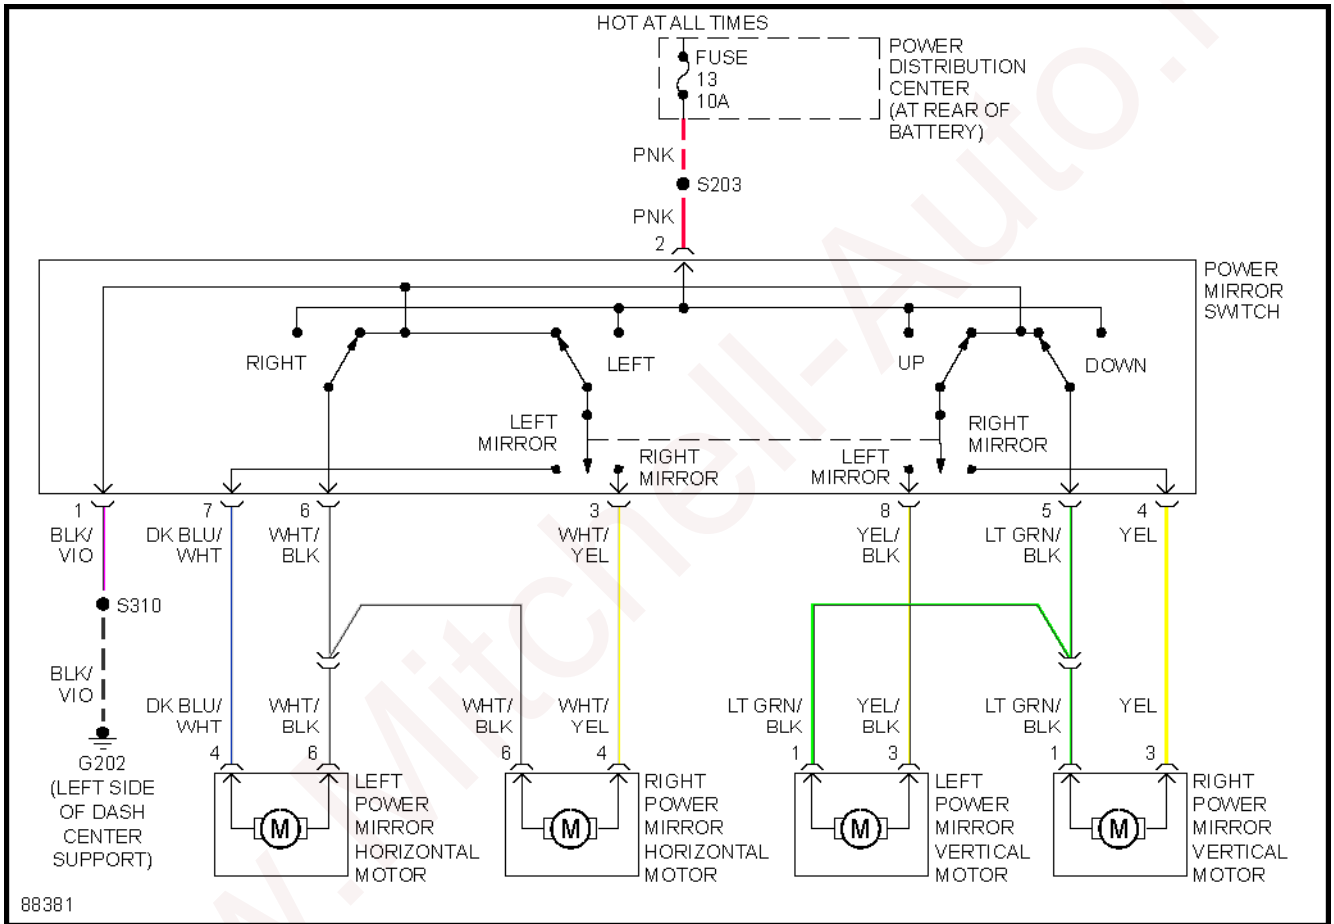 HOT AT ALL TIMES
FUSE
13
10A
POWER
DISTRIBUTION
CENTER
(AT REAR OF
BATTERY)
PNK
S203
PNK
2
POWER
MIRROR
SWITCH
RIGHT
LEFT
UP
DOWN
LEFT
MIRROR
RIGHT
MIRROR
LEFT
MIRROR
RIGHT
MIRROR
1
7
6
3
8
5
4
BLK/
VIO
DK BLU/
WHT
WHT/
BLK
WHT/
YEL
YEL/
BLK
LT GRN/
BLK
YEL
S310
BLK/
VIO
DK BLU/
WHT
WHT/
BLK
WHT/
BLK
WHT/
YEL
LT GRN/
BLK
YEL/
BLK
LT GRN/
BLK
YEL
4
6
6
4
1
3
1
3
G202
(LEFT SIDE
OF DASH
CENTER
SUPPORT)
M
LEFT
POWER
MIRROR
HORIZONTAL
MOTOR
M
RIGHT
POWER
MIRROR
HORIZONTAL
MOTOR
M
LEFT
POWER
MIRROR
VERTICAL
MOTOR
M
RIGHT
POWER
MIRROR
VERTICAL
MOTOR
88381
w.Mitchell-Auto.r